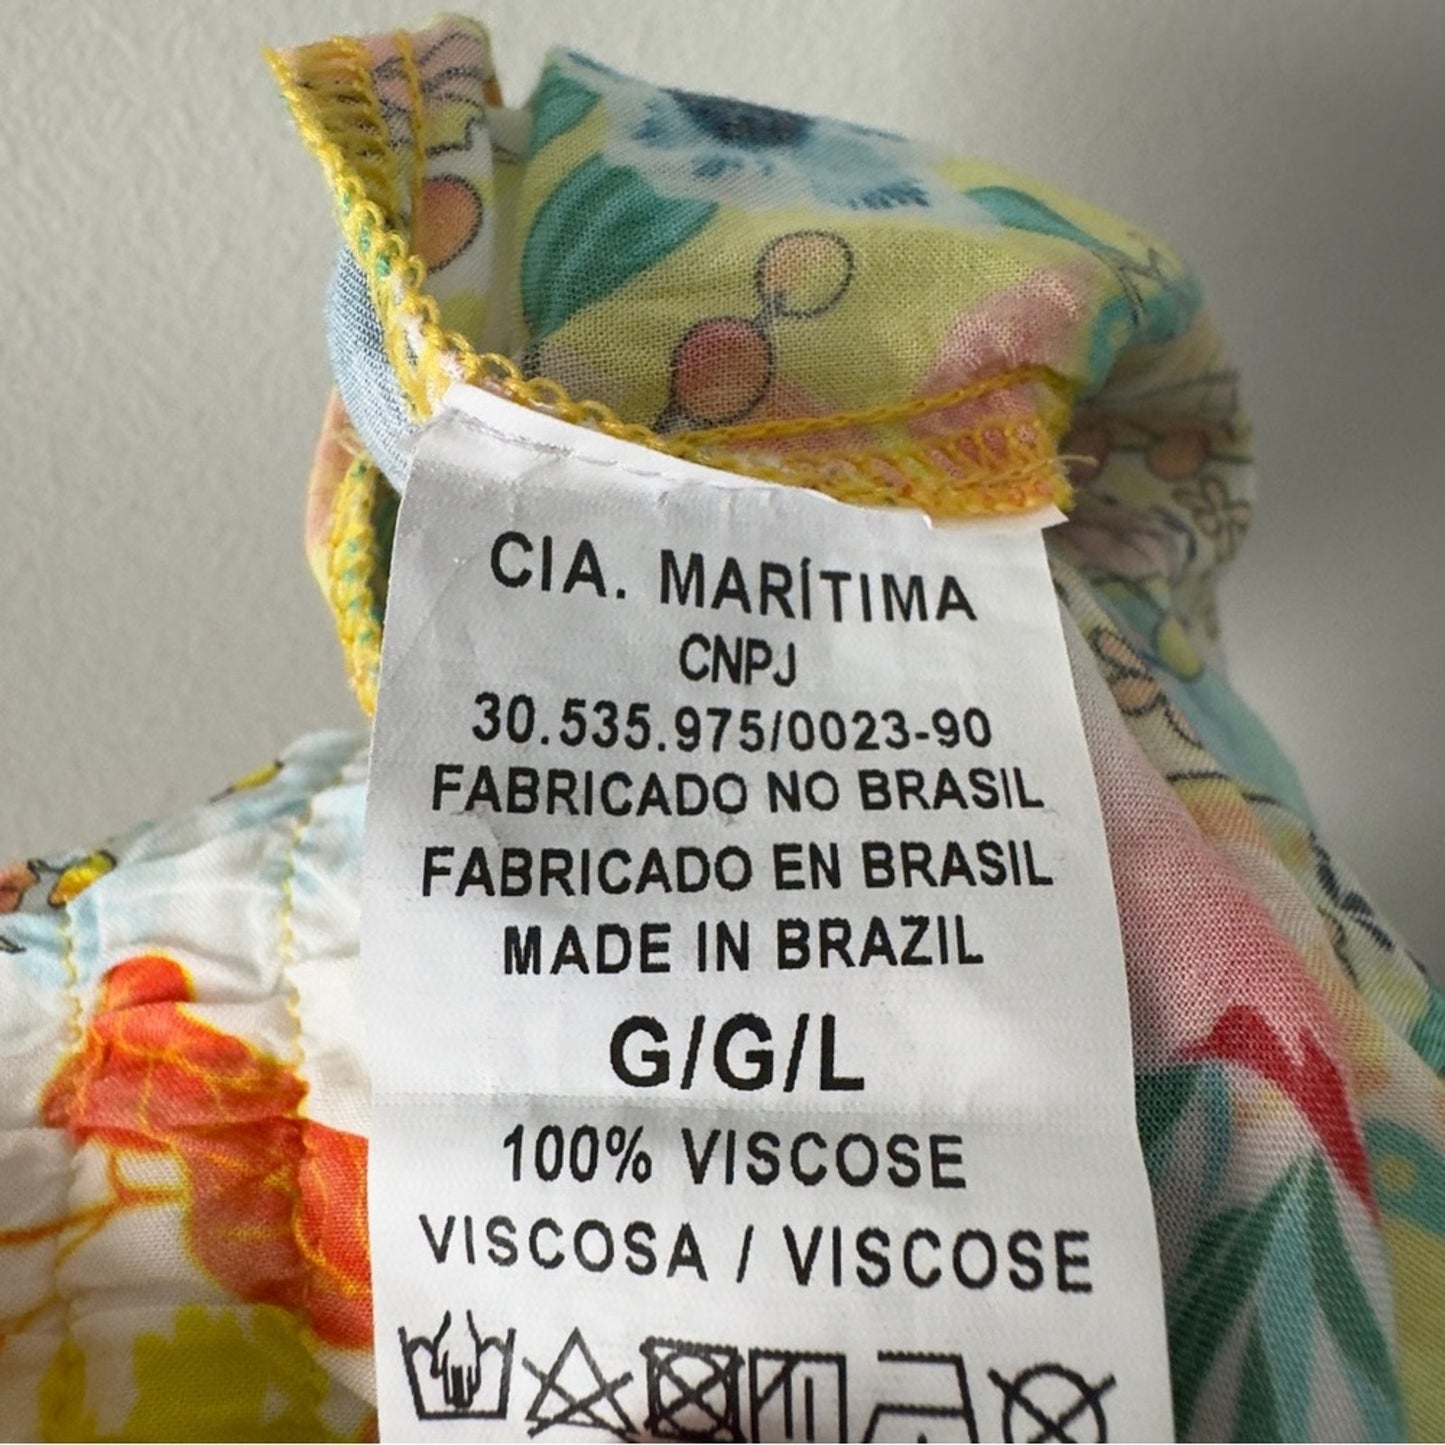 CIA. MARÍTIMA
CNPJ
30.535.975/0023-90
FABRICADO NO BRASIL
FABRICADO EN BRASIL
MADE IN BRAZIL
G/G/L
100% VISCOSE
VISCOSA / VISCOSE